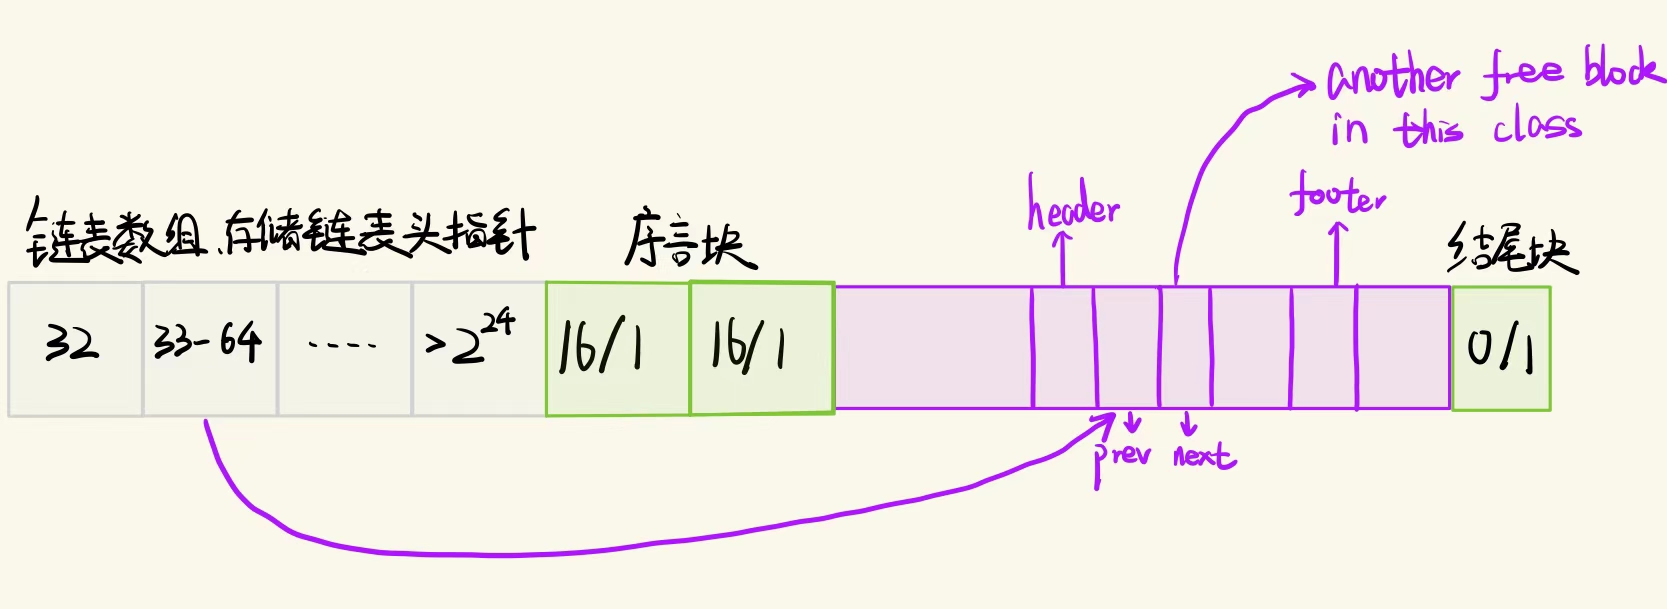 another free block
in this class
header
footer
链表数组.存储链表头指针
序言块
结尾块
32
33-64
.....
>2^24
16/1
16/1
0/1
prev
next